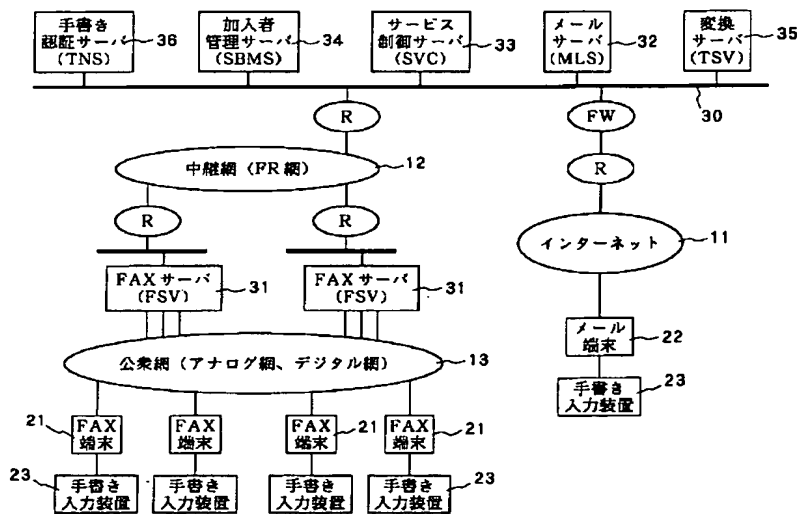 手書き
認証サーバ
(TNS)
36
加入者
管理サーバ
(SBMS)
34
サービス
制御サーバ
(SVC)
33
メール
サーバ
(MLS)
32
変換
サーバ
(TSV)
35
30
R
FW
中継網(FR網)
12
R
R
R
インターネット
11
FAXサーバ
(FSV)
31
FAXサーバ
(FSV)
31
メール
端末
22
公衆網(アナログ網、デジタル網)
13
手書き
入力装置
23
21
FAX
端末
FAX
端末
FAX
端末
21
FAX
端末
21
23
手書き
入力装置
手書き
入力装置
手書き
入力装置
手書き
入力装置
23